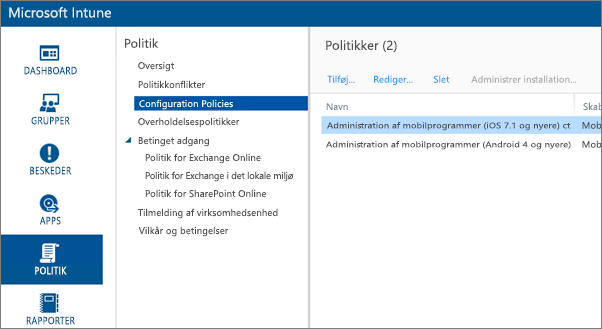 Microsoft Intune
DASHBOARD
GRUPPER
BESKEDER
APPS
POLITIK
RAPPORTER
Politik
Oversigt
Politikkonflikter
Configuration Policies
Overholdelsespolitikker
Betinget adgang
Politik for Exchange Online
Politik for Exchange i det lokale miljø
Politik for SharePoint Online
Tilmelding af virksomhedsenhed
Vilkår og betingelser
Politikker (2)
Tilføj... Rediger... Slet Administrer installation...
Navn Skab
Administration af mobilprogrammer (iOS 7.1 og nyere) ct Mob
Administration af mobilprogrammer (Android 4 og nyere) Mob